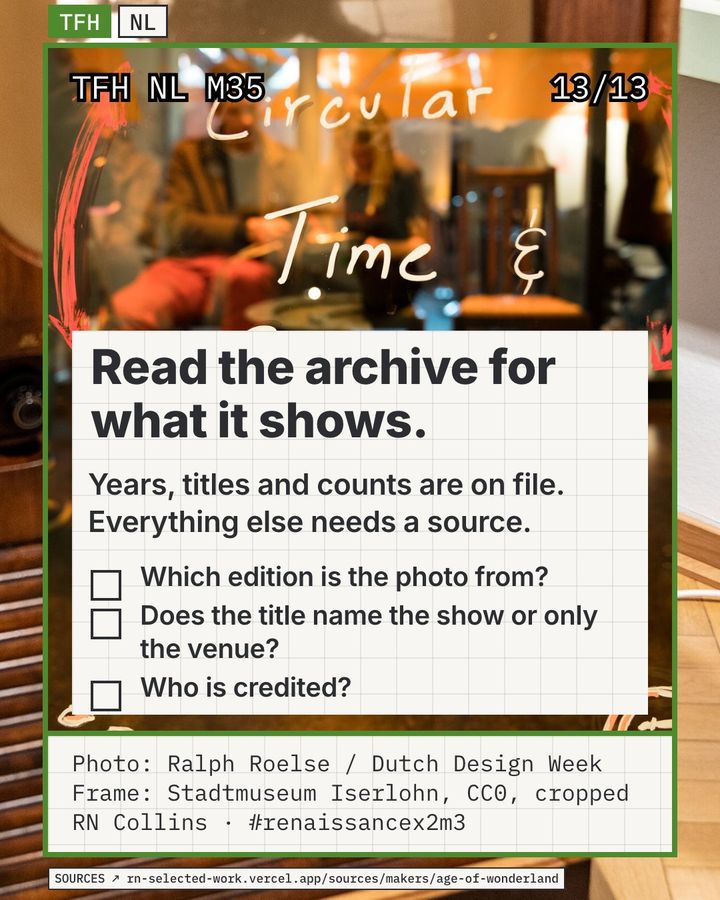 TFH NL
TFH NL M35
13/13
Circular
Time &
Read the archive for
what it shows.
Years, titles and counts are on file.
Everything else needs a source.
Which edition is the photo from?
Does the title name the show or only
the venue?
Who is credited?
Photo: Ralph Roelse / Dutch Design Week
Frame: Stadtmuseum Iserlohn, CC0, cropped
RN Collins · #renaissancex2m3
SOURCES ↗ rn-selected-work.vercel.app/sources/makers/age-of-wonderland